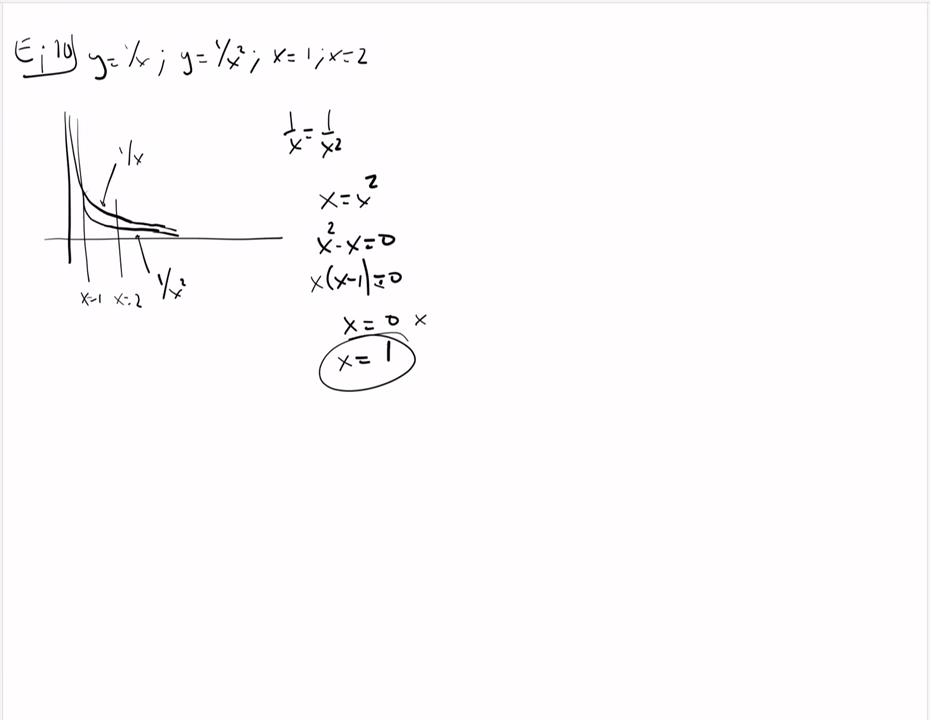 Ej 10) y = 1/x ; y = 1/x² ; x = 1 ; x = 2
1/x
1/x²
x=1 x=2
1/x = 1/x²
x = x²
x² - x = 0
x(x-1) = 0
x = 0 x
x = 1